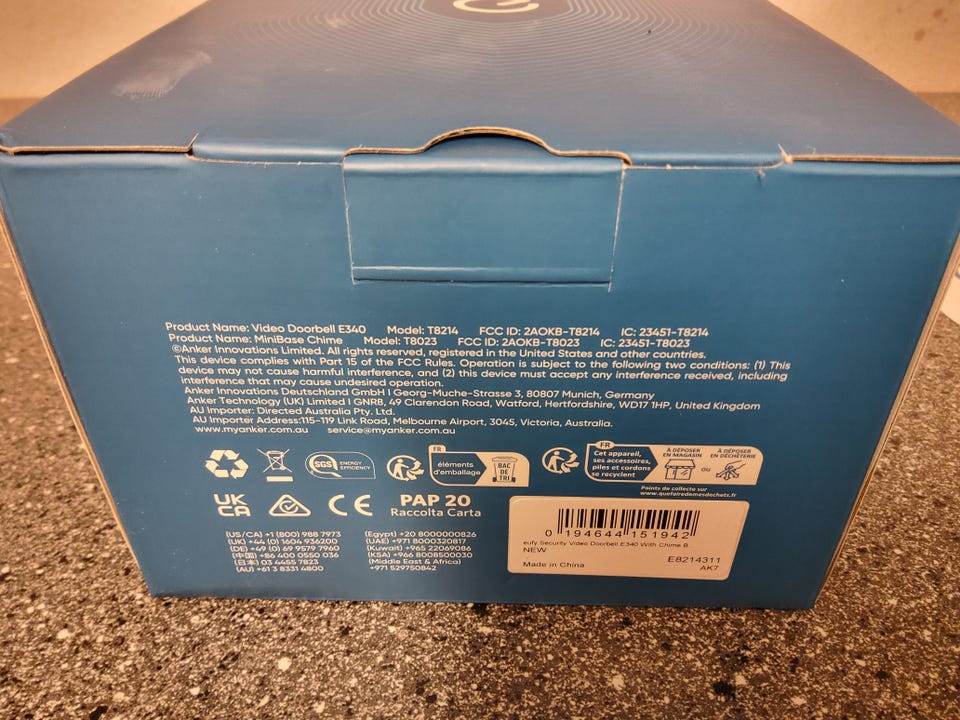 Product Name: Video Doorbell E340 Model: T8214 FCC ID: 2AOKB-T8214 IC: 23451-T8214
Product Name: MiniBase Chime Model: T8023 FCC ID: 2AOKB-T8023 IC: 23451-T8023
©Anker Innovations Limited. All rights reserved, registered in the United States and other countries.
This device complies with Part 15 of the FCC Rules. Operation is subject to the following two conditions: (1) This
device may not cause harmful interference, and (2) this device must accept any interference received, including
interference that may cause undesired operation.
Anker Innovations Deutschland GmbH I Georg-Muche-Strasse 3, 80807 Munich, Germany
Anker Technology (UK) Limited I GNR8, 49 Clarendon Road, Watford, Hertfordshire, WD17 1HP, United Kingdom
AU Importer: Directed Australia Pty. Ltd.
AU Importer Address:115-119 Link Road, Melbourne Airport, 3045, Victoria, Australia.
www.myanker.com.au service@myanker.com.au
SGS ENERGY EFFICIENCY
FR
éléments
d'emballage
BAC
DE
TRI
FR
Cet appareil,
ses accessoires,
piles et cordons
se recyclent
À DÉPOSER
EN MAGASIN
OU
À DÉPOSER
EN DÉCHÈTERIE
Points de collecte sur
www.quefairedemesdechets.fr
UK
CA
CE
PAP 20
Raccolta Carta
(US/CA) +1 (800) 988 7973
(UK) +44 (0) 1604 936200
(DE) +49 (0) 69 9579 7960
(中国) +86 400 0550 036
(日本) 03 4455 7823
(AU) +61 3 8331 4800
(Egypt) +20 8000000826
(UAE) +971 8000320817
(Kuwait) +965 22069086
(KSA) +966 8008500030
(Middle East & Africa)
+971 529750842
0 194644 151942
eufy Security Video Doorbell E340 With Chime B...
NEW
E8214311
Made in China
AK7